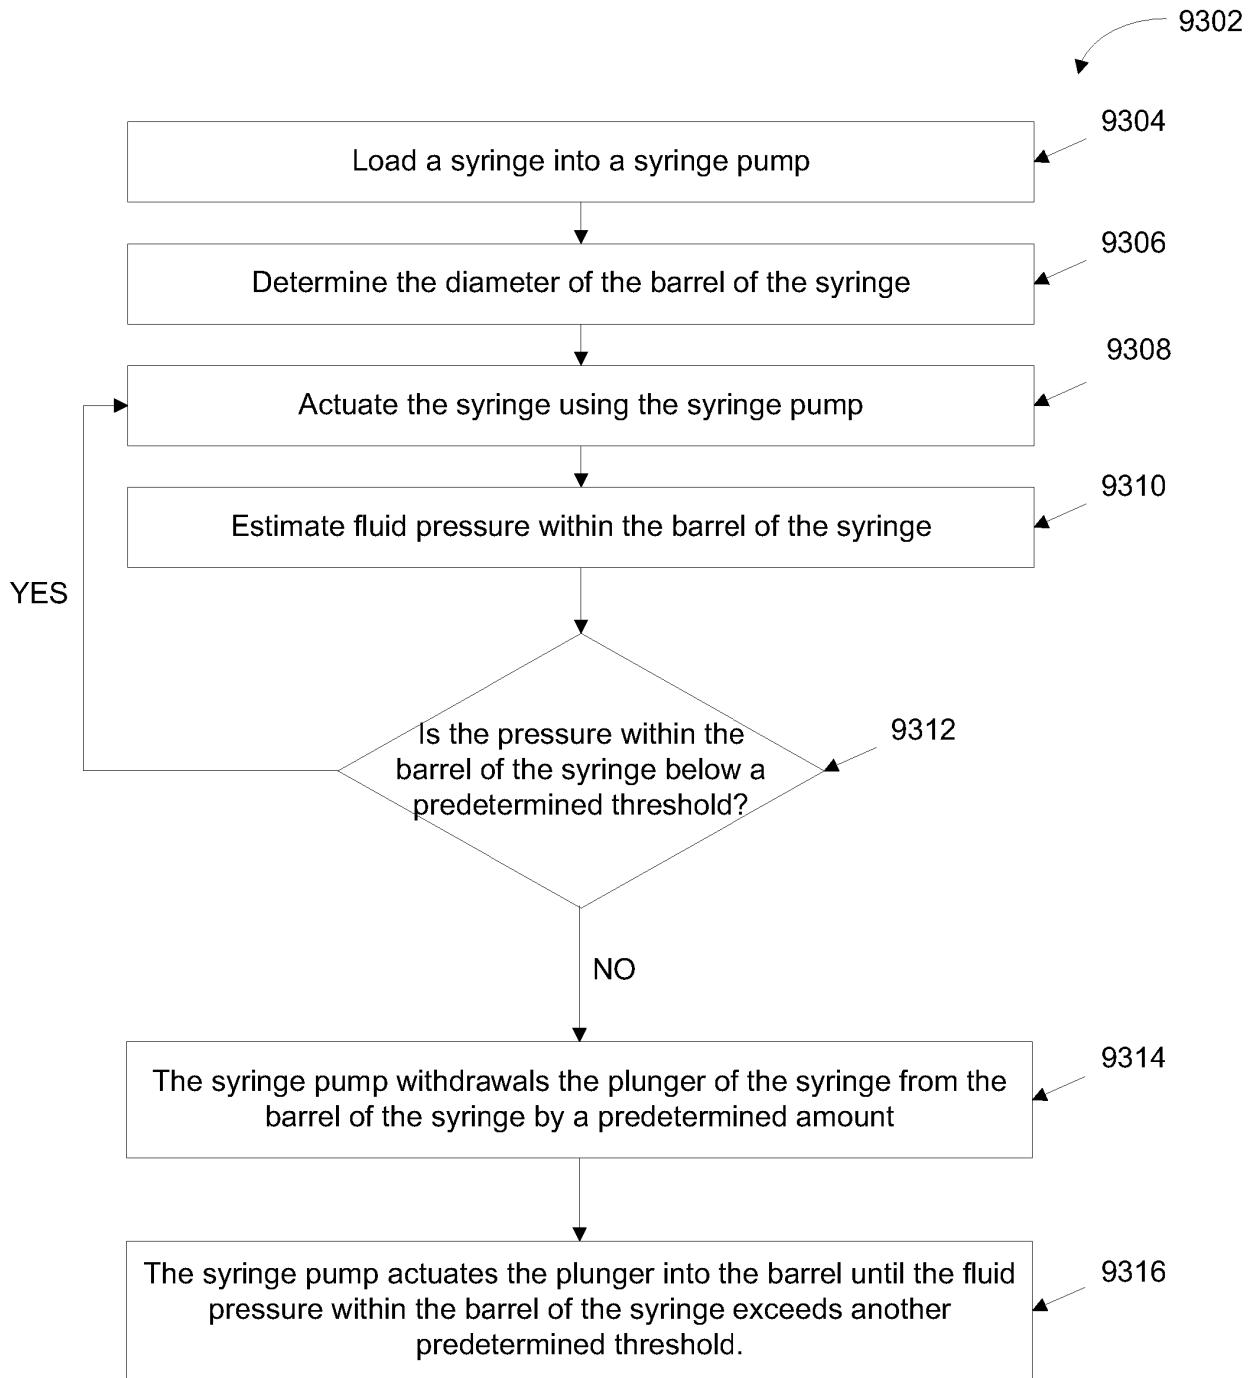 9302
9304
Load a syringe into a syringe pump
9306
Determine the diameter of the barrel of the syringe
9308
Actuate the syringe using the syringe pump
9310
Estimate fluid pressure within the barrel of the syringe
YES
9312
Is the pressure within the
barrel of the syringe below a
predetermined threshold?
NO
9314
The syringe pump withdrawals the plunger of the syringe from the
barrel of the syringe by a predetermined amount
9316
The syringe pump actuates the plunger into the barrel until the fluid
pressure within the barrel of the syringe exceeds another
predetermined threshold.